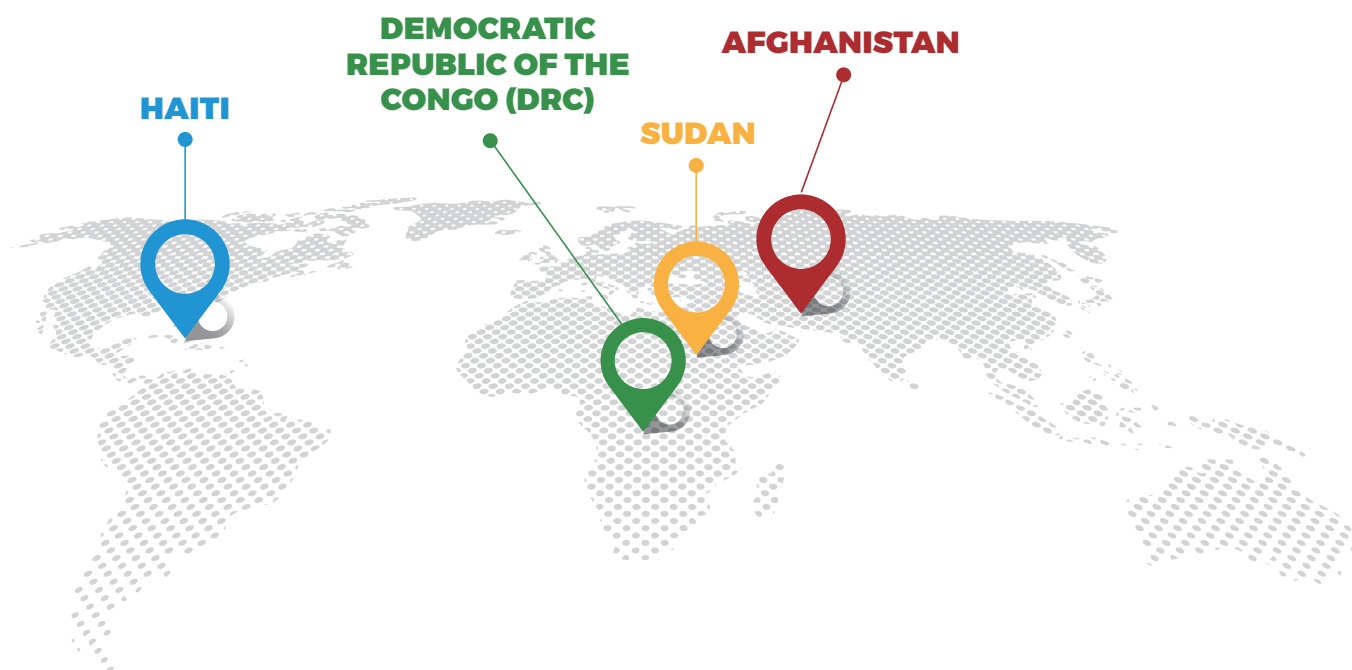 HAITI
DEMOCRATIC
REPUBLIC OF THE
CONGO (DRC)
SUDAN
AFGHANISTAN